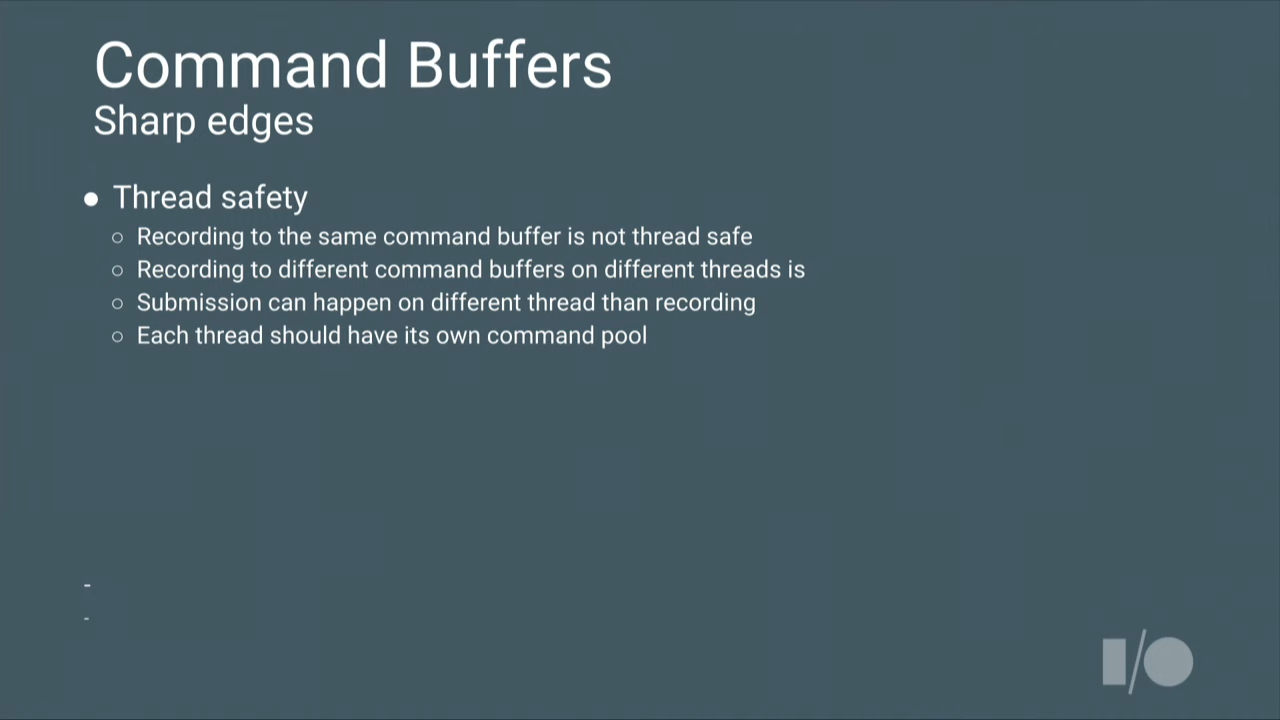 Command Buffers
Sharp edges
● Thread safety
○ Recording to the same command buffer is not thread safe
○ Recording to different command buffers on different threads is
○ Submission can happen on different thread than recording
○ Each thread should have its own command pool
-
-
I/O